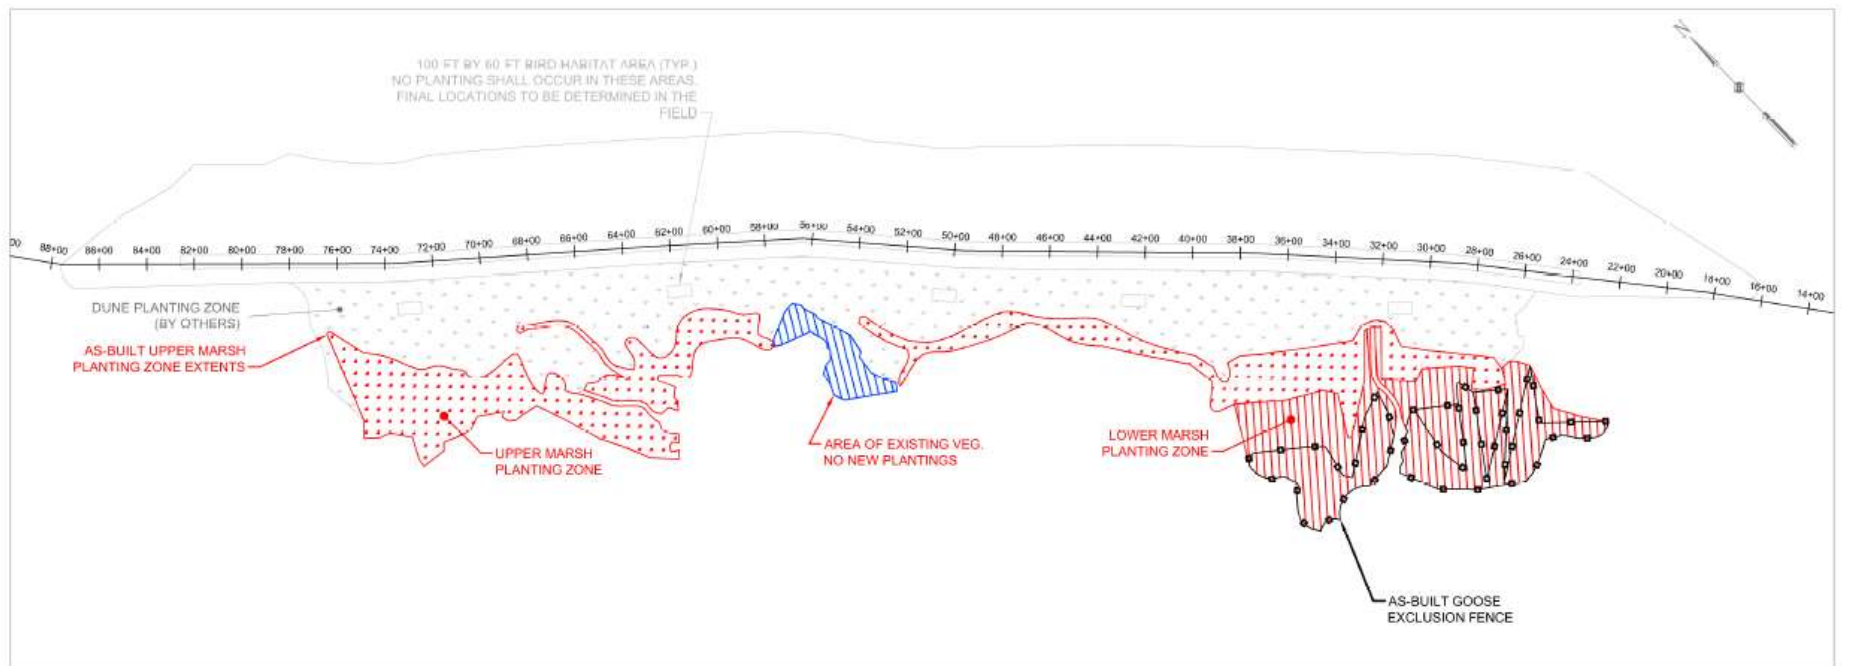 N
100 FT BY 60 FT BIRD HABITAT AREA (TYP.)
NO PLANTING SHALL OCCUR IN THESE AREAS.
FINAL LOCATIONS TO BE DETERMINED IN THE
FIELD
88+00 86+00 84+00 82+00 80+00 78+00 76+00 74+00 72+00 70+00 68+00 66+00 64+00 62+00 60+00 58+00 56+00 54+00 52+00 50+00 48+00 46+00 44+00 42+00 40+00 38+00 36+00 34+00 32+00 30+00 28+00 26+00 24+00 22+00 20+00 18+00 16+00 14+00
DUNE PLANTING ZONE
(BY OTHERS)
AS-BUILT UPPER MARSH
PLANTING ZONE EXTENTS
UPPER MARSH
PLANTING ZONE
AREA OF EXISTING VEG.
NO NEW PLANTINGS
LOWER MARSH
PLANTING ZONE
AS-BUILT GOOSE
EXCLUSION FENCE